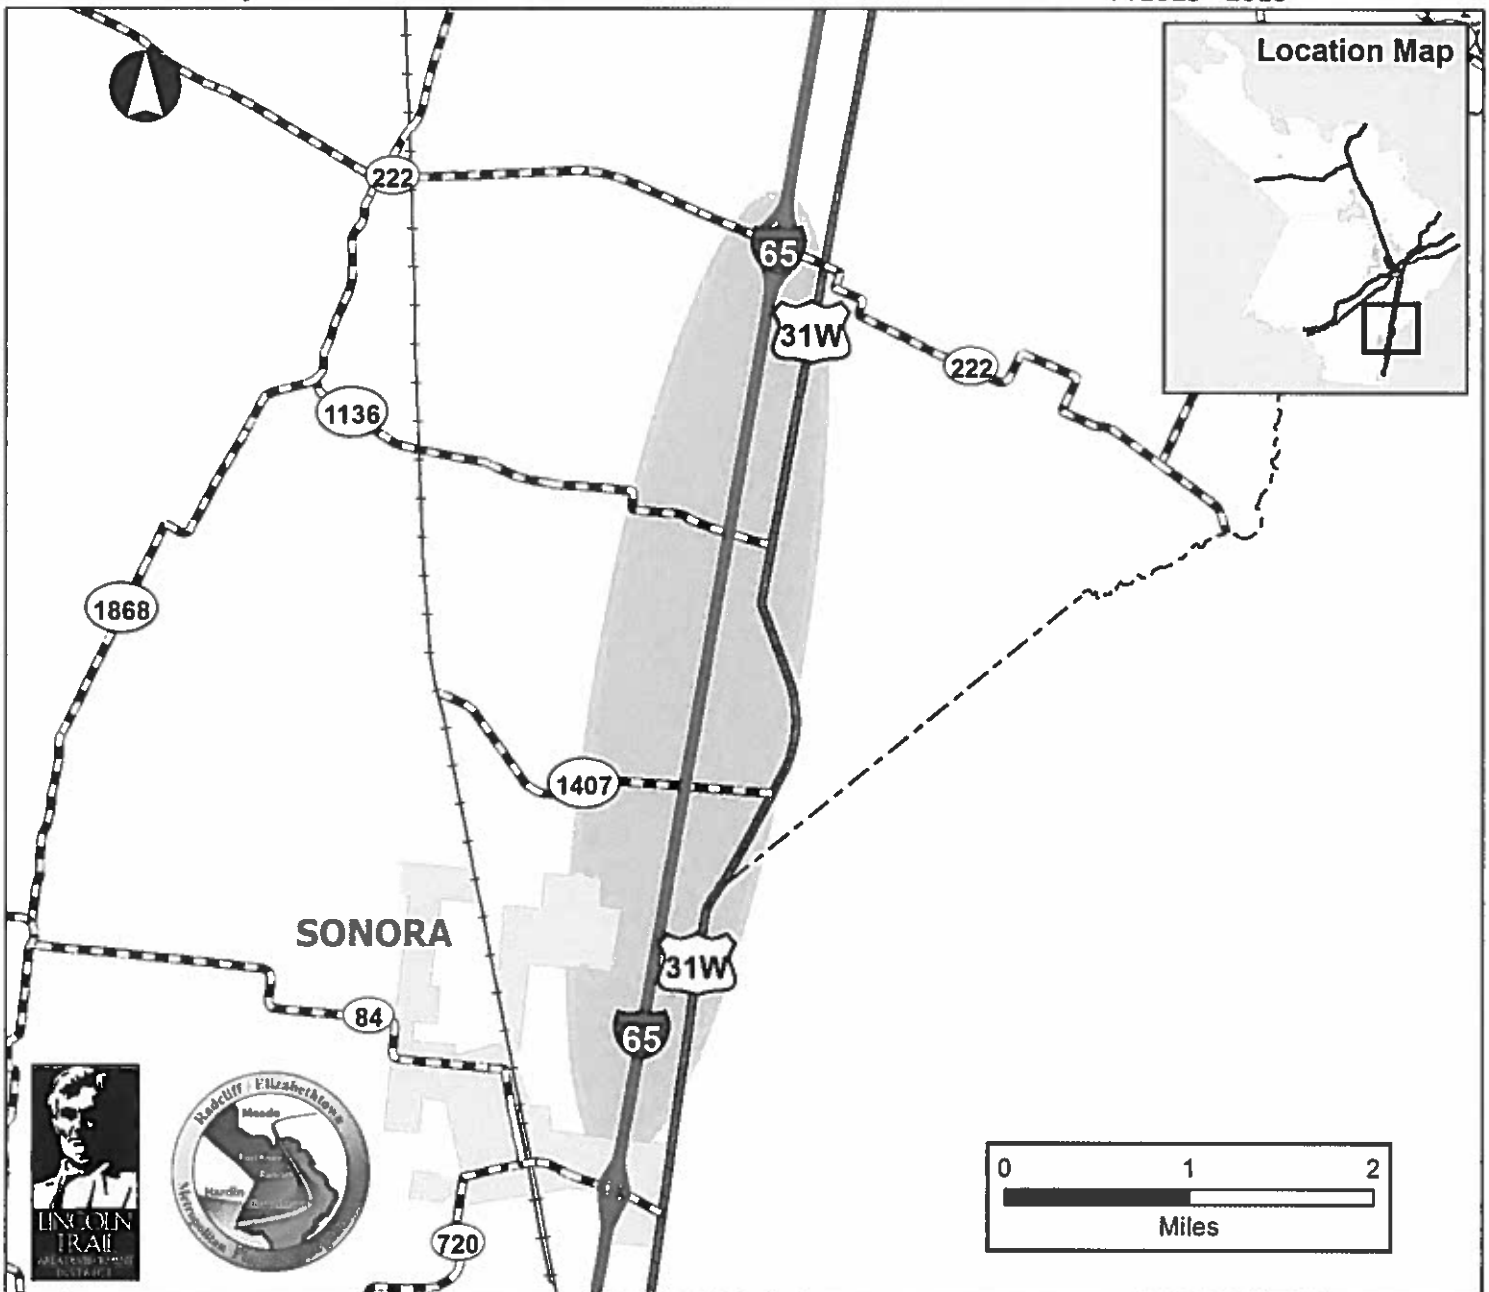 Location Map
222
65
31W
222
1136
1868
1407
SONORA
31W
84
65
Radcliff Elizabethtown
Meade
Hardin
Metropolitan
LINCOLN
TRAIL
720
0 1 2
Miles